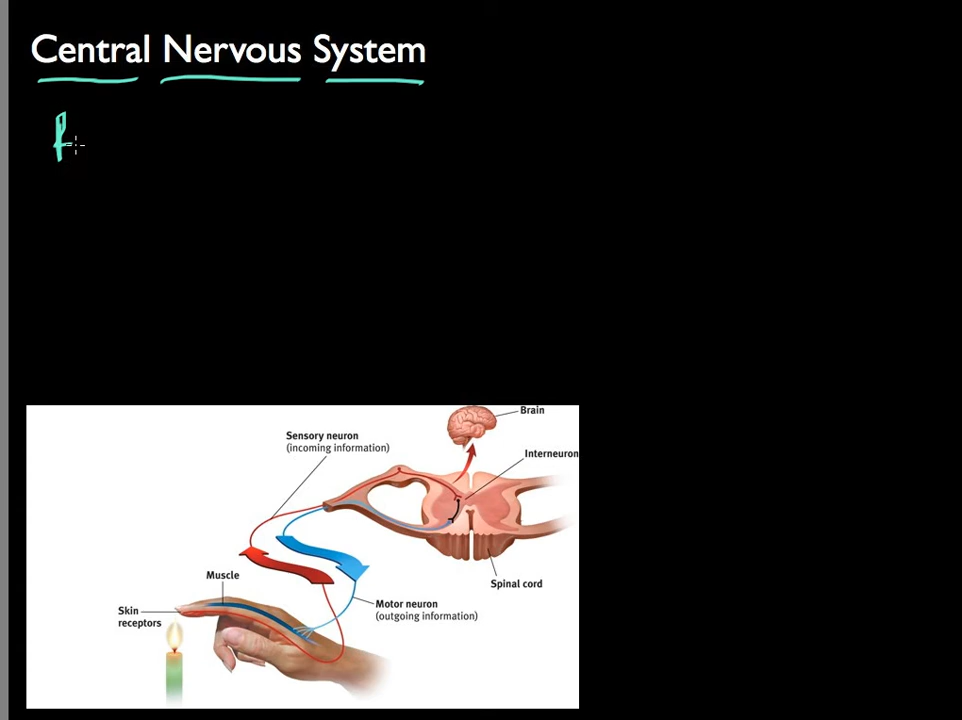 Central Nervous System
Brain
Sensory neuron
(incoming information)
Interneuron
Muscle
Spinal cord
Skin
receptors
Motor neuron
(outgoing information)